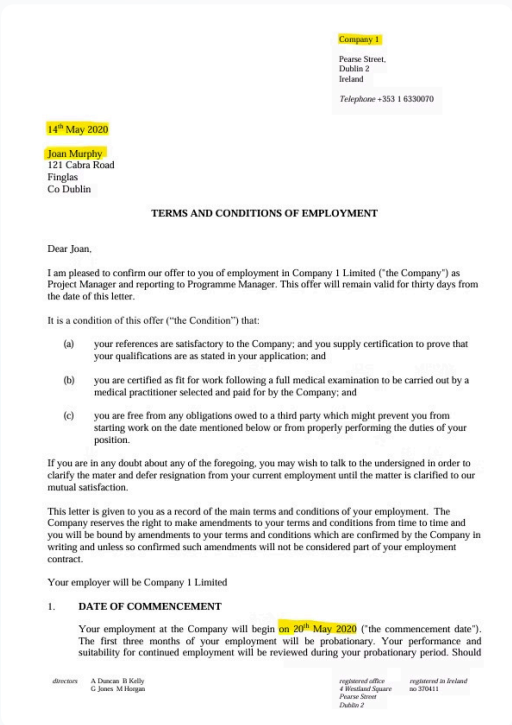 Company 1
Pearse Street,
Dublin 2
Ireland
Telephone +353 1 6330070
14th May 2020
Joan Murphy
121 Cabra Road
Finglas
Co Dublin
TERMS AND CONDITIONS OF EMPLOYMENT
Dear Joan,
I am pleased to confirm our offer to you of employment in Company 1 Limited ("the Company") as
Project Manager and reporting to Programme Manager. This offer will remain valid for thirty days from
the date of this letter.
It is a condition of this offer (“the Condition”) that:
(a) your references are satisfactory to the Company; and you supply certification to prove that
your qualifications are as stated in your application; and
(b) you are certified as fit for work following a full medical examination to be carried out by a
medical practitioner selected and paid for by the Company; and
(c) you are free from any obligations owed to a third party which might prevent you from
starting work on the date mentioned below or from properly performing the duties of your
position.
If you are in any doubt about any of the foregoing, you may wish to talk to the undersigned in order to
clarify the mater and defer resignation from your current employment until the matter is clarified to our
mutual satisfaction.
This letter is given to you as a record of the main terms and conditions of your employment. The
Company reserves the right to make amendments to your terms and conditions from time to time and
you will be bound by amendments to your terms and conditions which are confirmed by the Company in
writing and unless so confirmed such amendments will not be considered part of your employment
contract.
Your employer will be Company 1 Limited
1. DATE OF COMMENCEMENT
Your employment at the Company will begin on 20th May 2020 ("the commencement date").
The first three months of your employment will be probationary. Your performance and
suitability for continued employment will be reviewed during your probationary period. Should
directors A Duncan B Kelly
G Jones M Morgan
registered office
4 Westland Square
Pearse Street
Dublin 2
registered in Ireland
no 370411